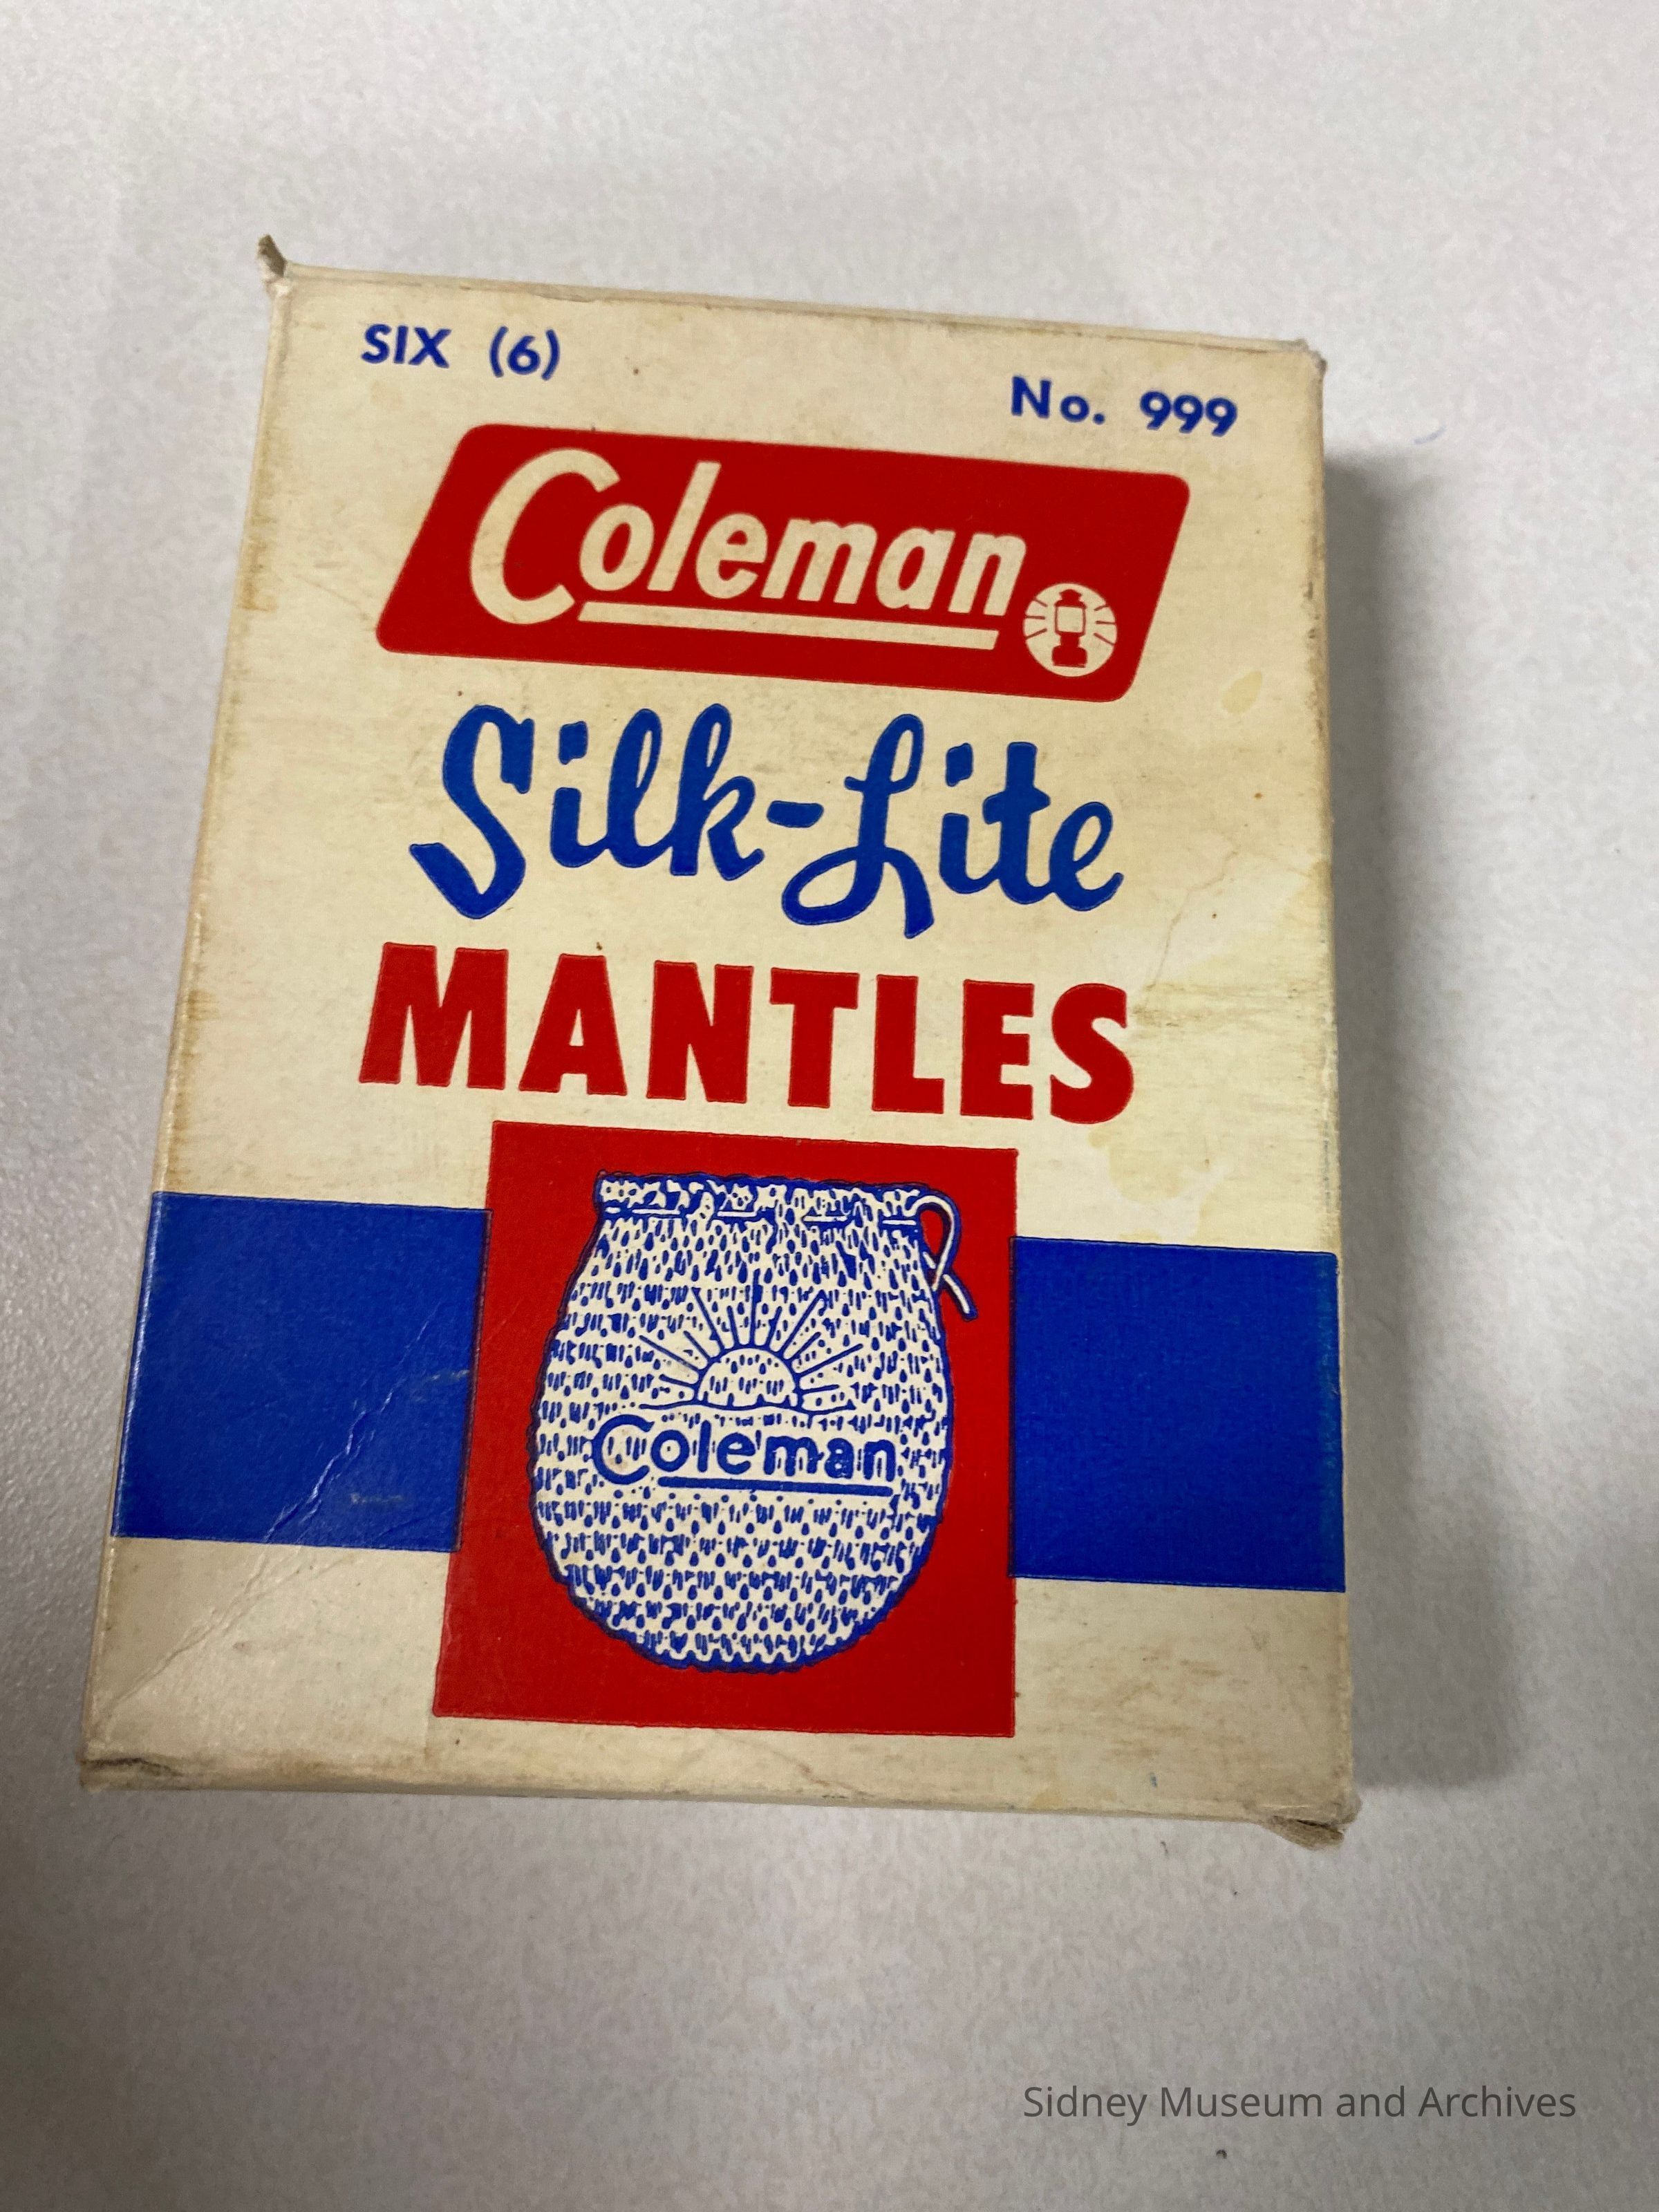 SIX (6)
No. 999
Coleman
Silk-Lite
MANTLES
Coleman
Sidney Museum and Archives